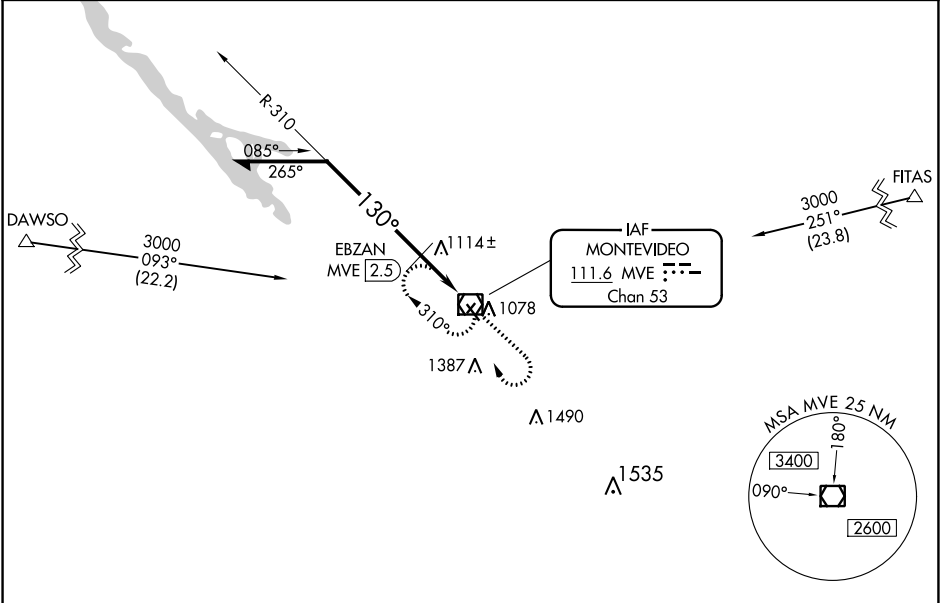 R-310
085°
265°
130°
FITAS
3000
251°
(23.8)
DAWSO
3000
093°
(22.2)
EBZAN
MVE 2.5
1114±
IAF
MONTEVIDEO
111.6 MVE
Chan 53
310°
1078
1387
1490
1535
MSA MVE 25 NM
180°
3400
090°
2600